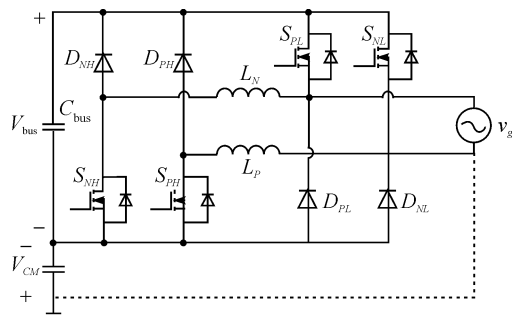 +
S_PL
S_NL
D_NH
D_PH
L_N
C_bus
V_bus
v_g
S_NH
S_PH
L_P
D_PL
D_NL
−
−
V_CM
+